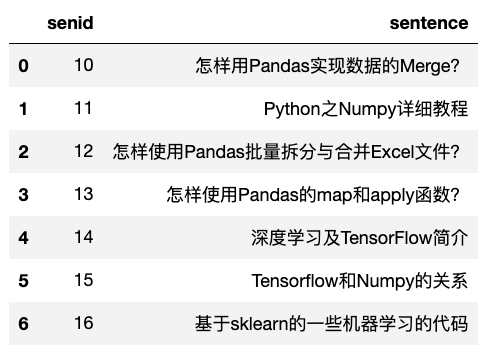 senid sentence
0 10 怎样用Pandas实现数据的Merge？
1 11 Python之Numpy详细教程
2 12 怎样使用Pandas批量拆分与合并Excel文件？
3 13 怎样使用Pandas的map和apply函数？
4 14 深度学习及TensorFlow简介
5 15 Tensorflow和Numpy的关系
6 16 基于sklearn的一些机器学习的代码